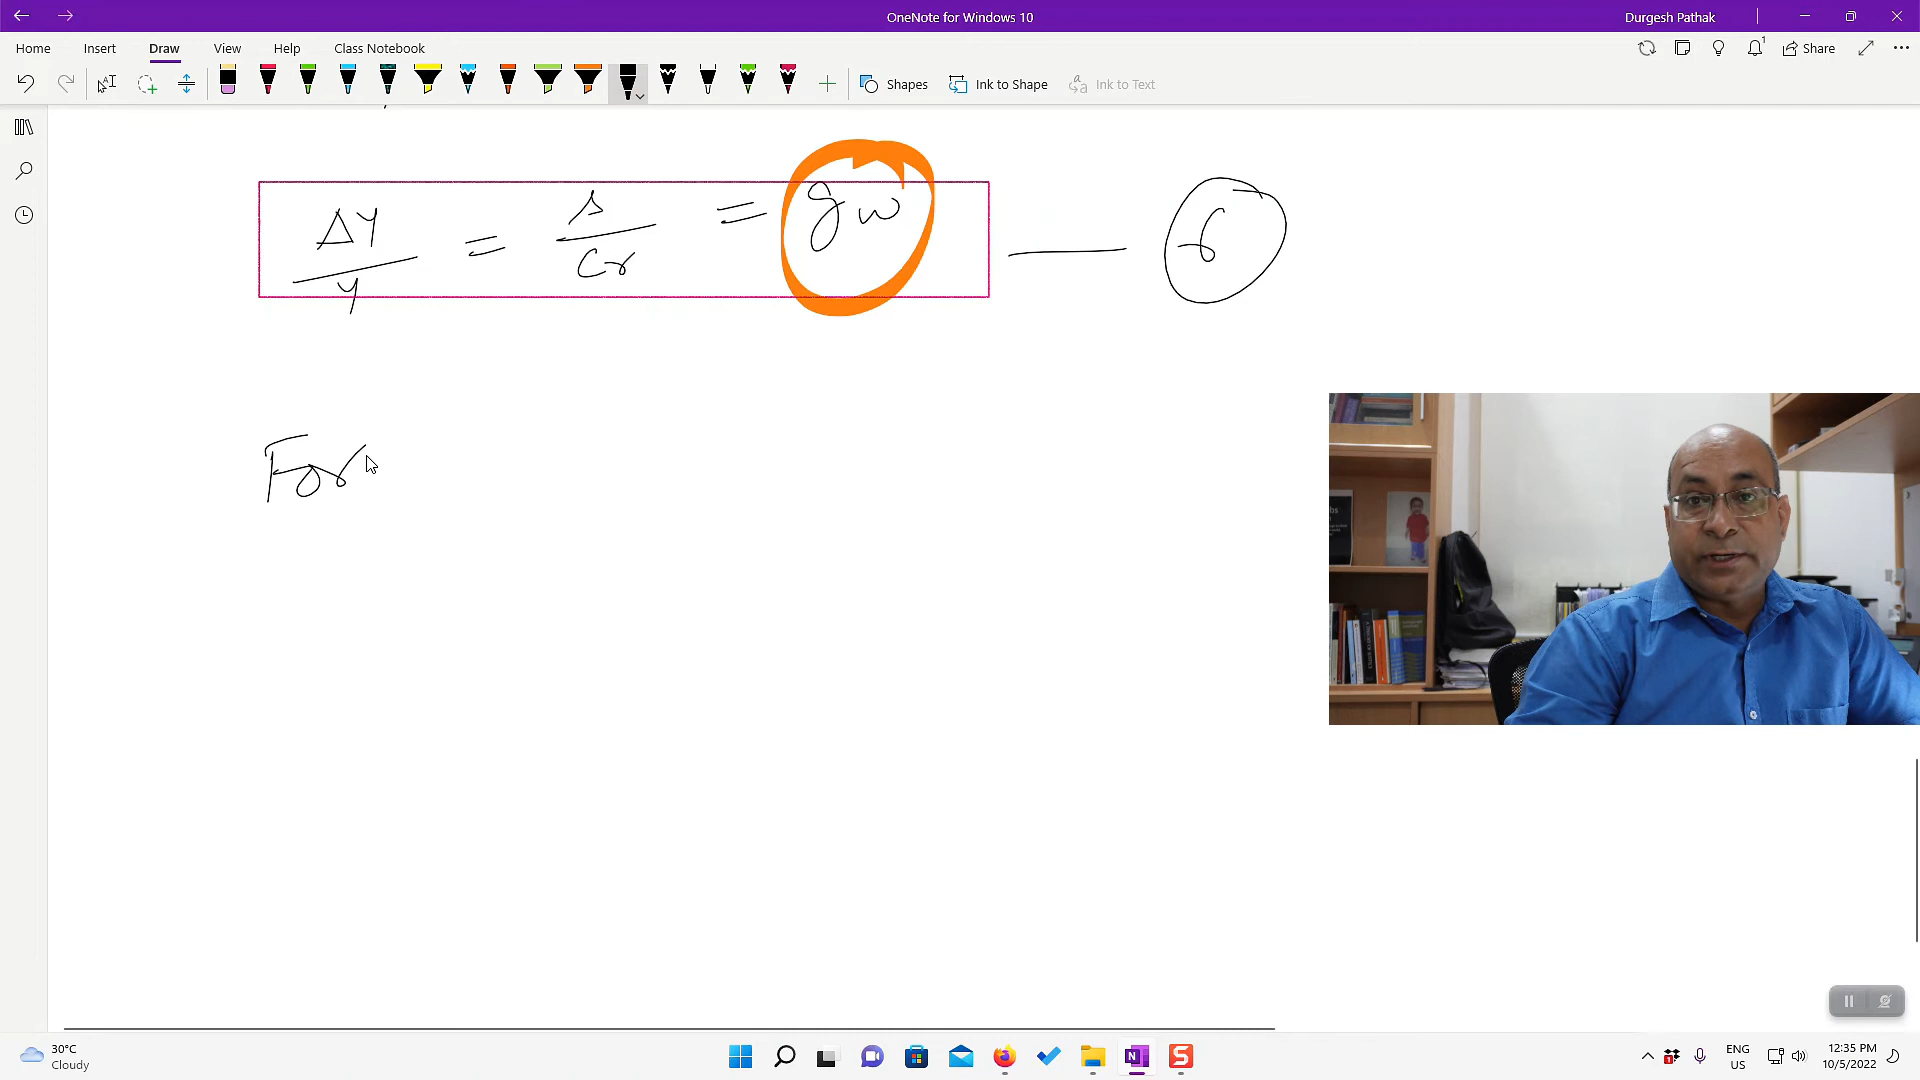 OneNote for Windows 10
Durgesh Pathak
Home Insert Draw View Help Class Notebook
1
Share
Shapes Ink to Shape Ink to Text
ΔY/Y = s/Cr = gw — 6
For
30°C
Cloudy
ENG
US
12:35 PM
10/5/2022